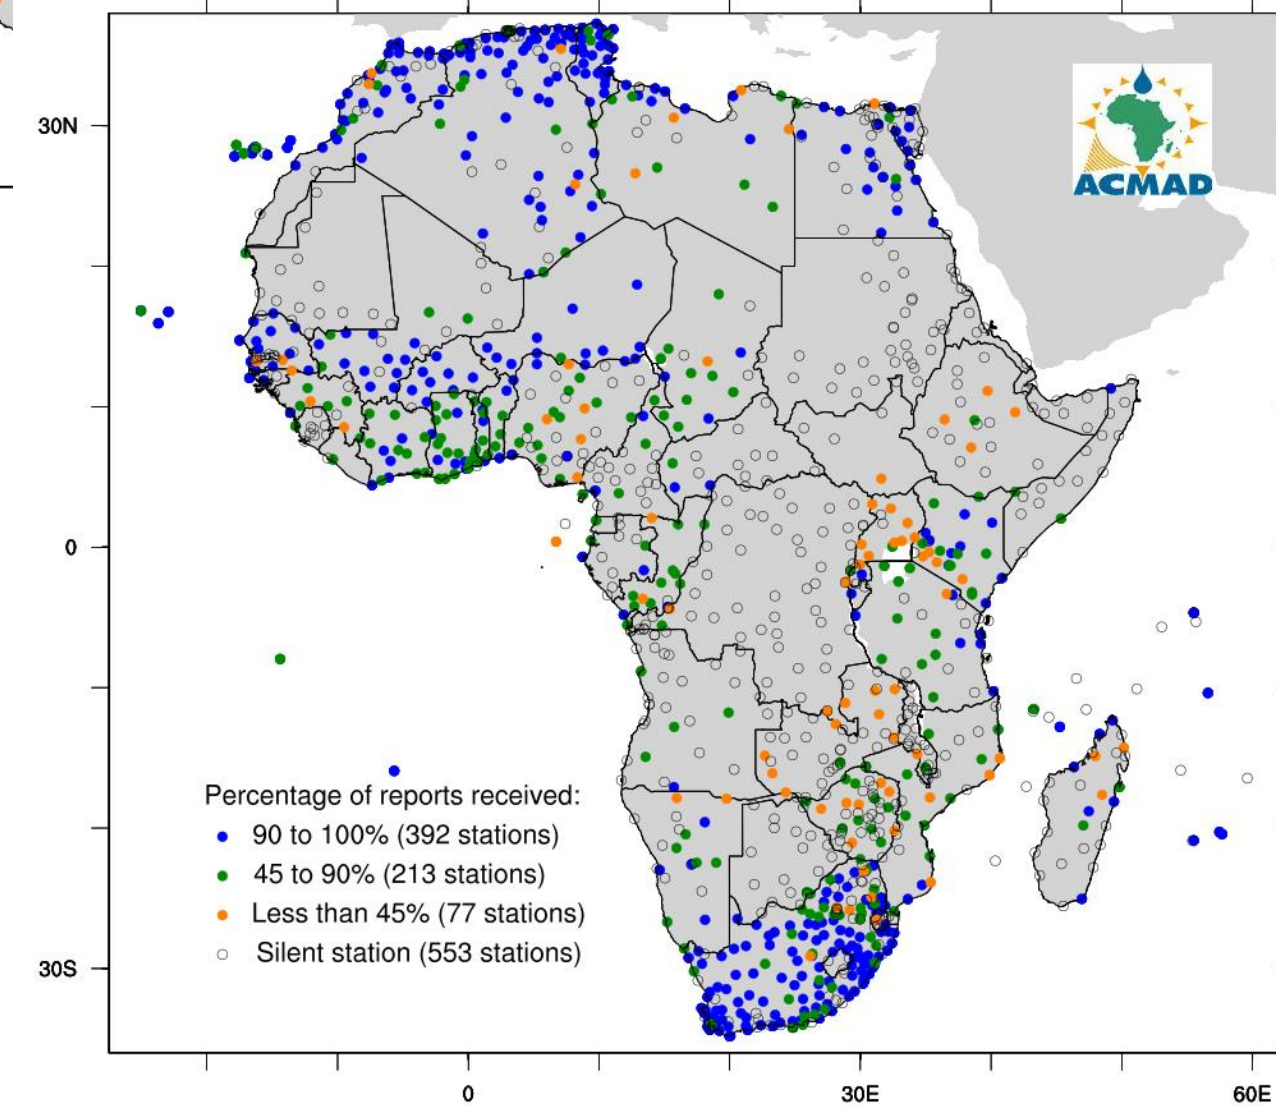 30N
ACMAD
0
Percentage of reports received:
90 to 100% (392 stations)
45 to 90% (213 stations)
Less than 45% (77 stations)
Silent station (553 stations)
30S
0
30E
60E